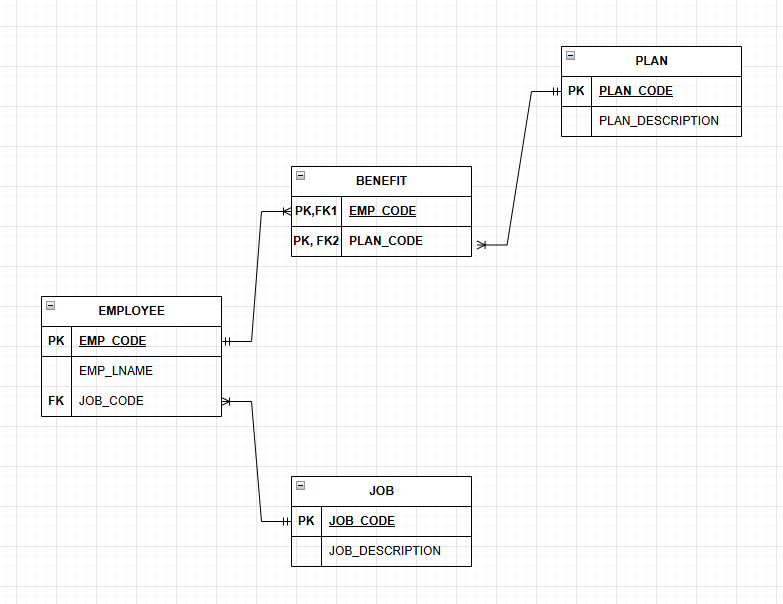 PLAN
PK PLAN_CODE
PLAN_DESCRIPTION
BENEFIT
PK,FK1 EMP_CODE
PK, FK2 PLAN_CODE
EMPLOYEE
PK EMP_CODE
EMP_LNAME
FK JOB_CODE
JOB
PK JOB_CODE
JOB_DESCRIPTION